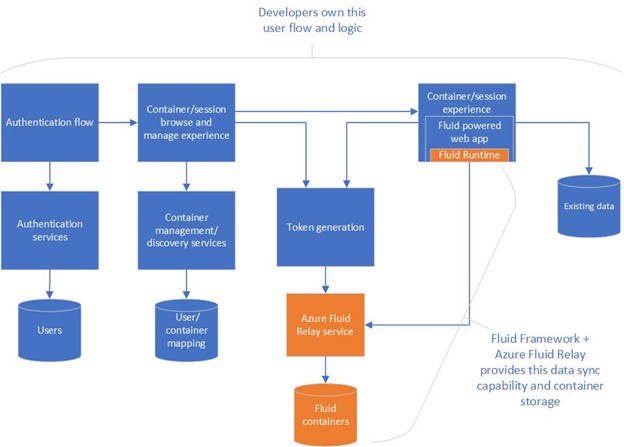 Developers own this
user flow and logic
Authentication flow
Container/session
browse and
manage experience
Container/session
experience
Fluid powered
web app
Fluid Runtime
Authentication
services
Container
management/
discovery services
Token generation
Existing data
Users
User/
container
mapping
Azure Fluid
Relay service
Fluid Framework +
Azure Fluid Relay
provides this data sync
capability and container
storage
Fluid
containers